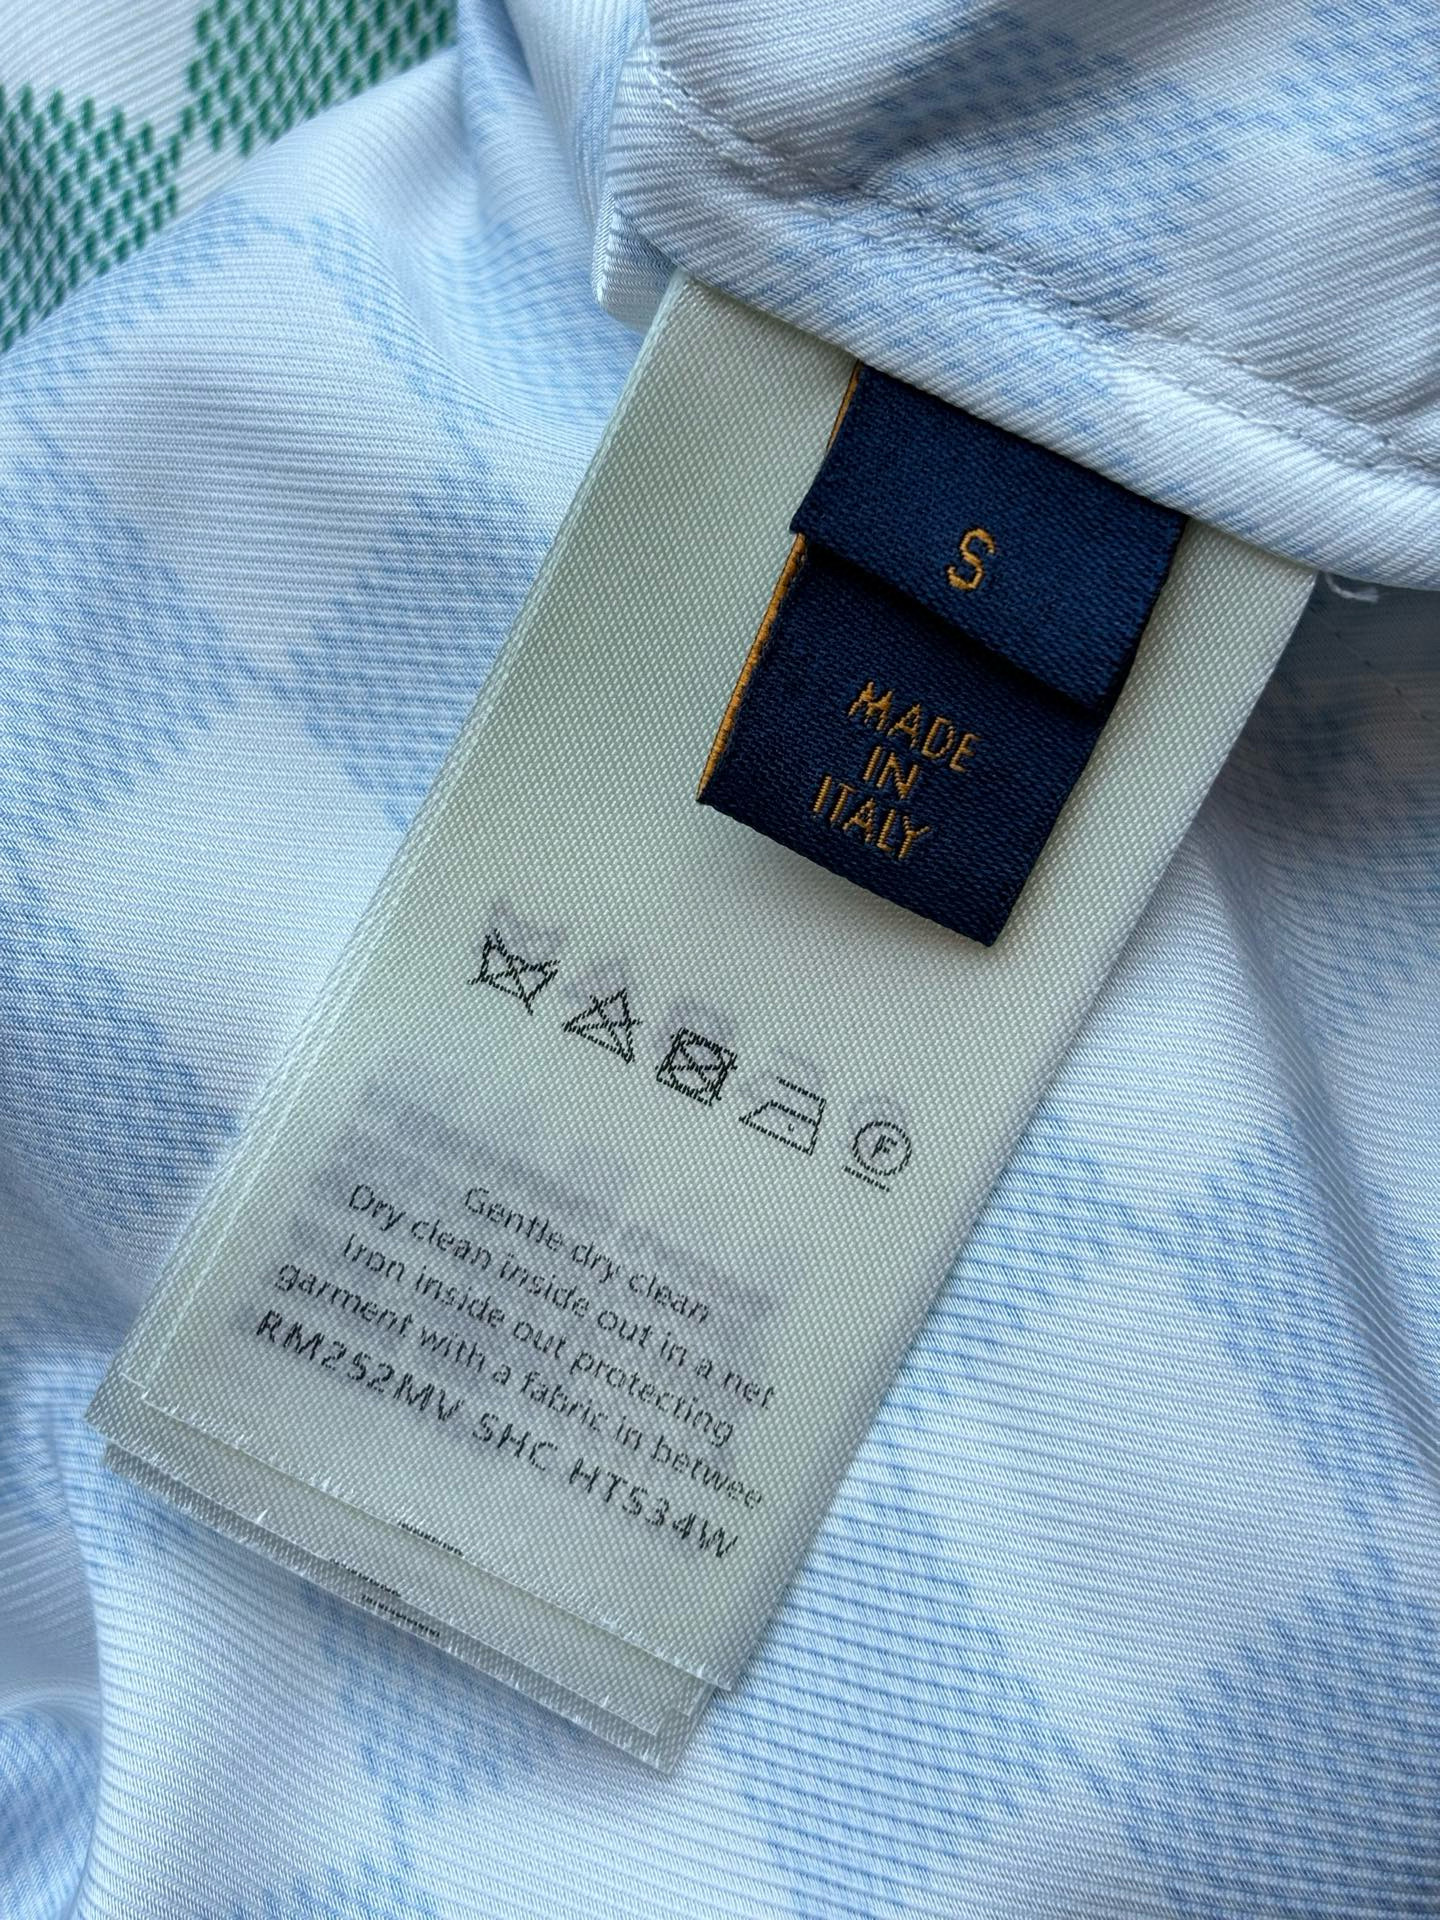 S
MADE
IN
ITALY
F
Gentle dry clean
Dry clean inside out in a net
Iron inside out protecting
garment with a fabric in betwee
RM252MV SHC HTS34W